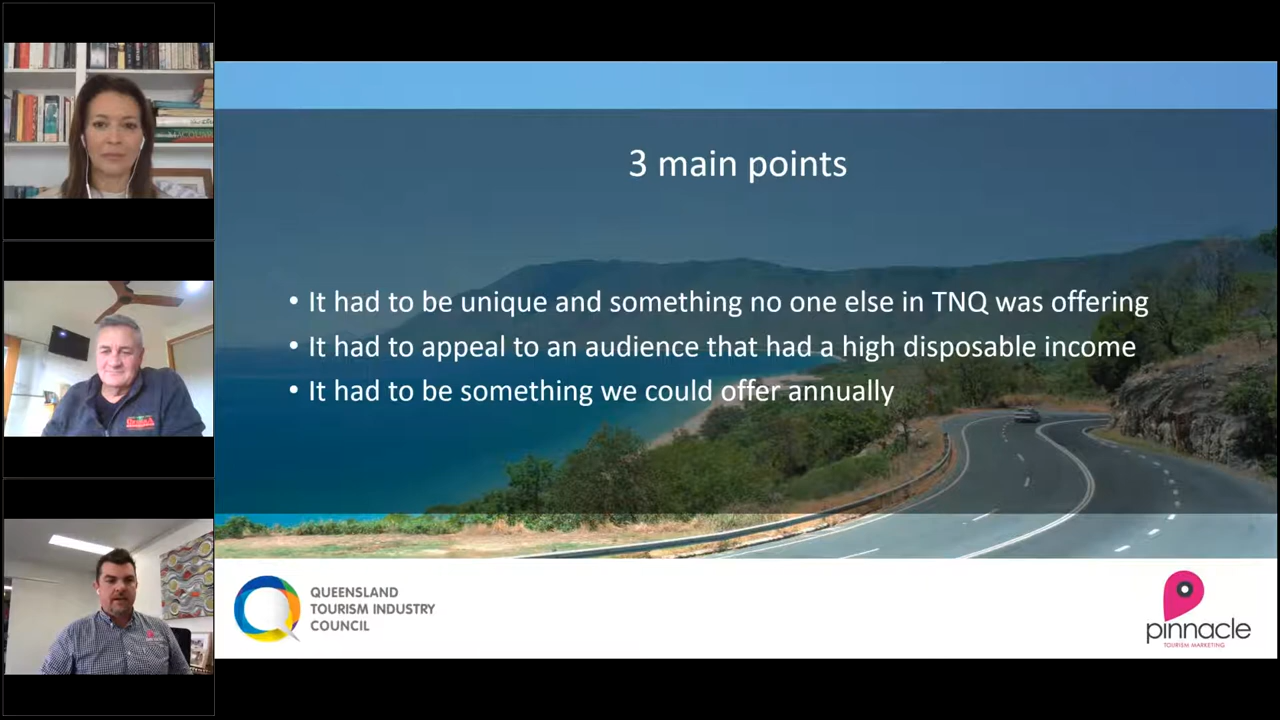 3 main points
• It had to be unique and something no one else in TNQ was offering
• It had to appeal to an audience that had a high disposable income
• It had to be something we could offer annually
QUEENSLAND
TOURISM INDUSTRY
COUNCIL
pinnacle
TOURISM MARKETING